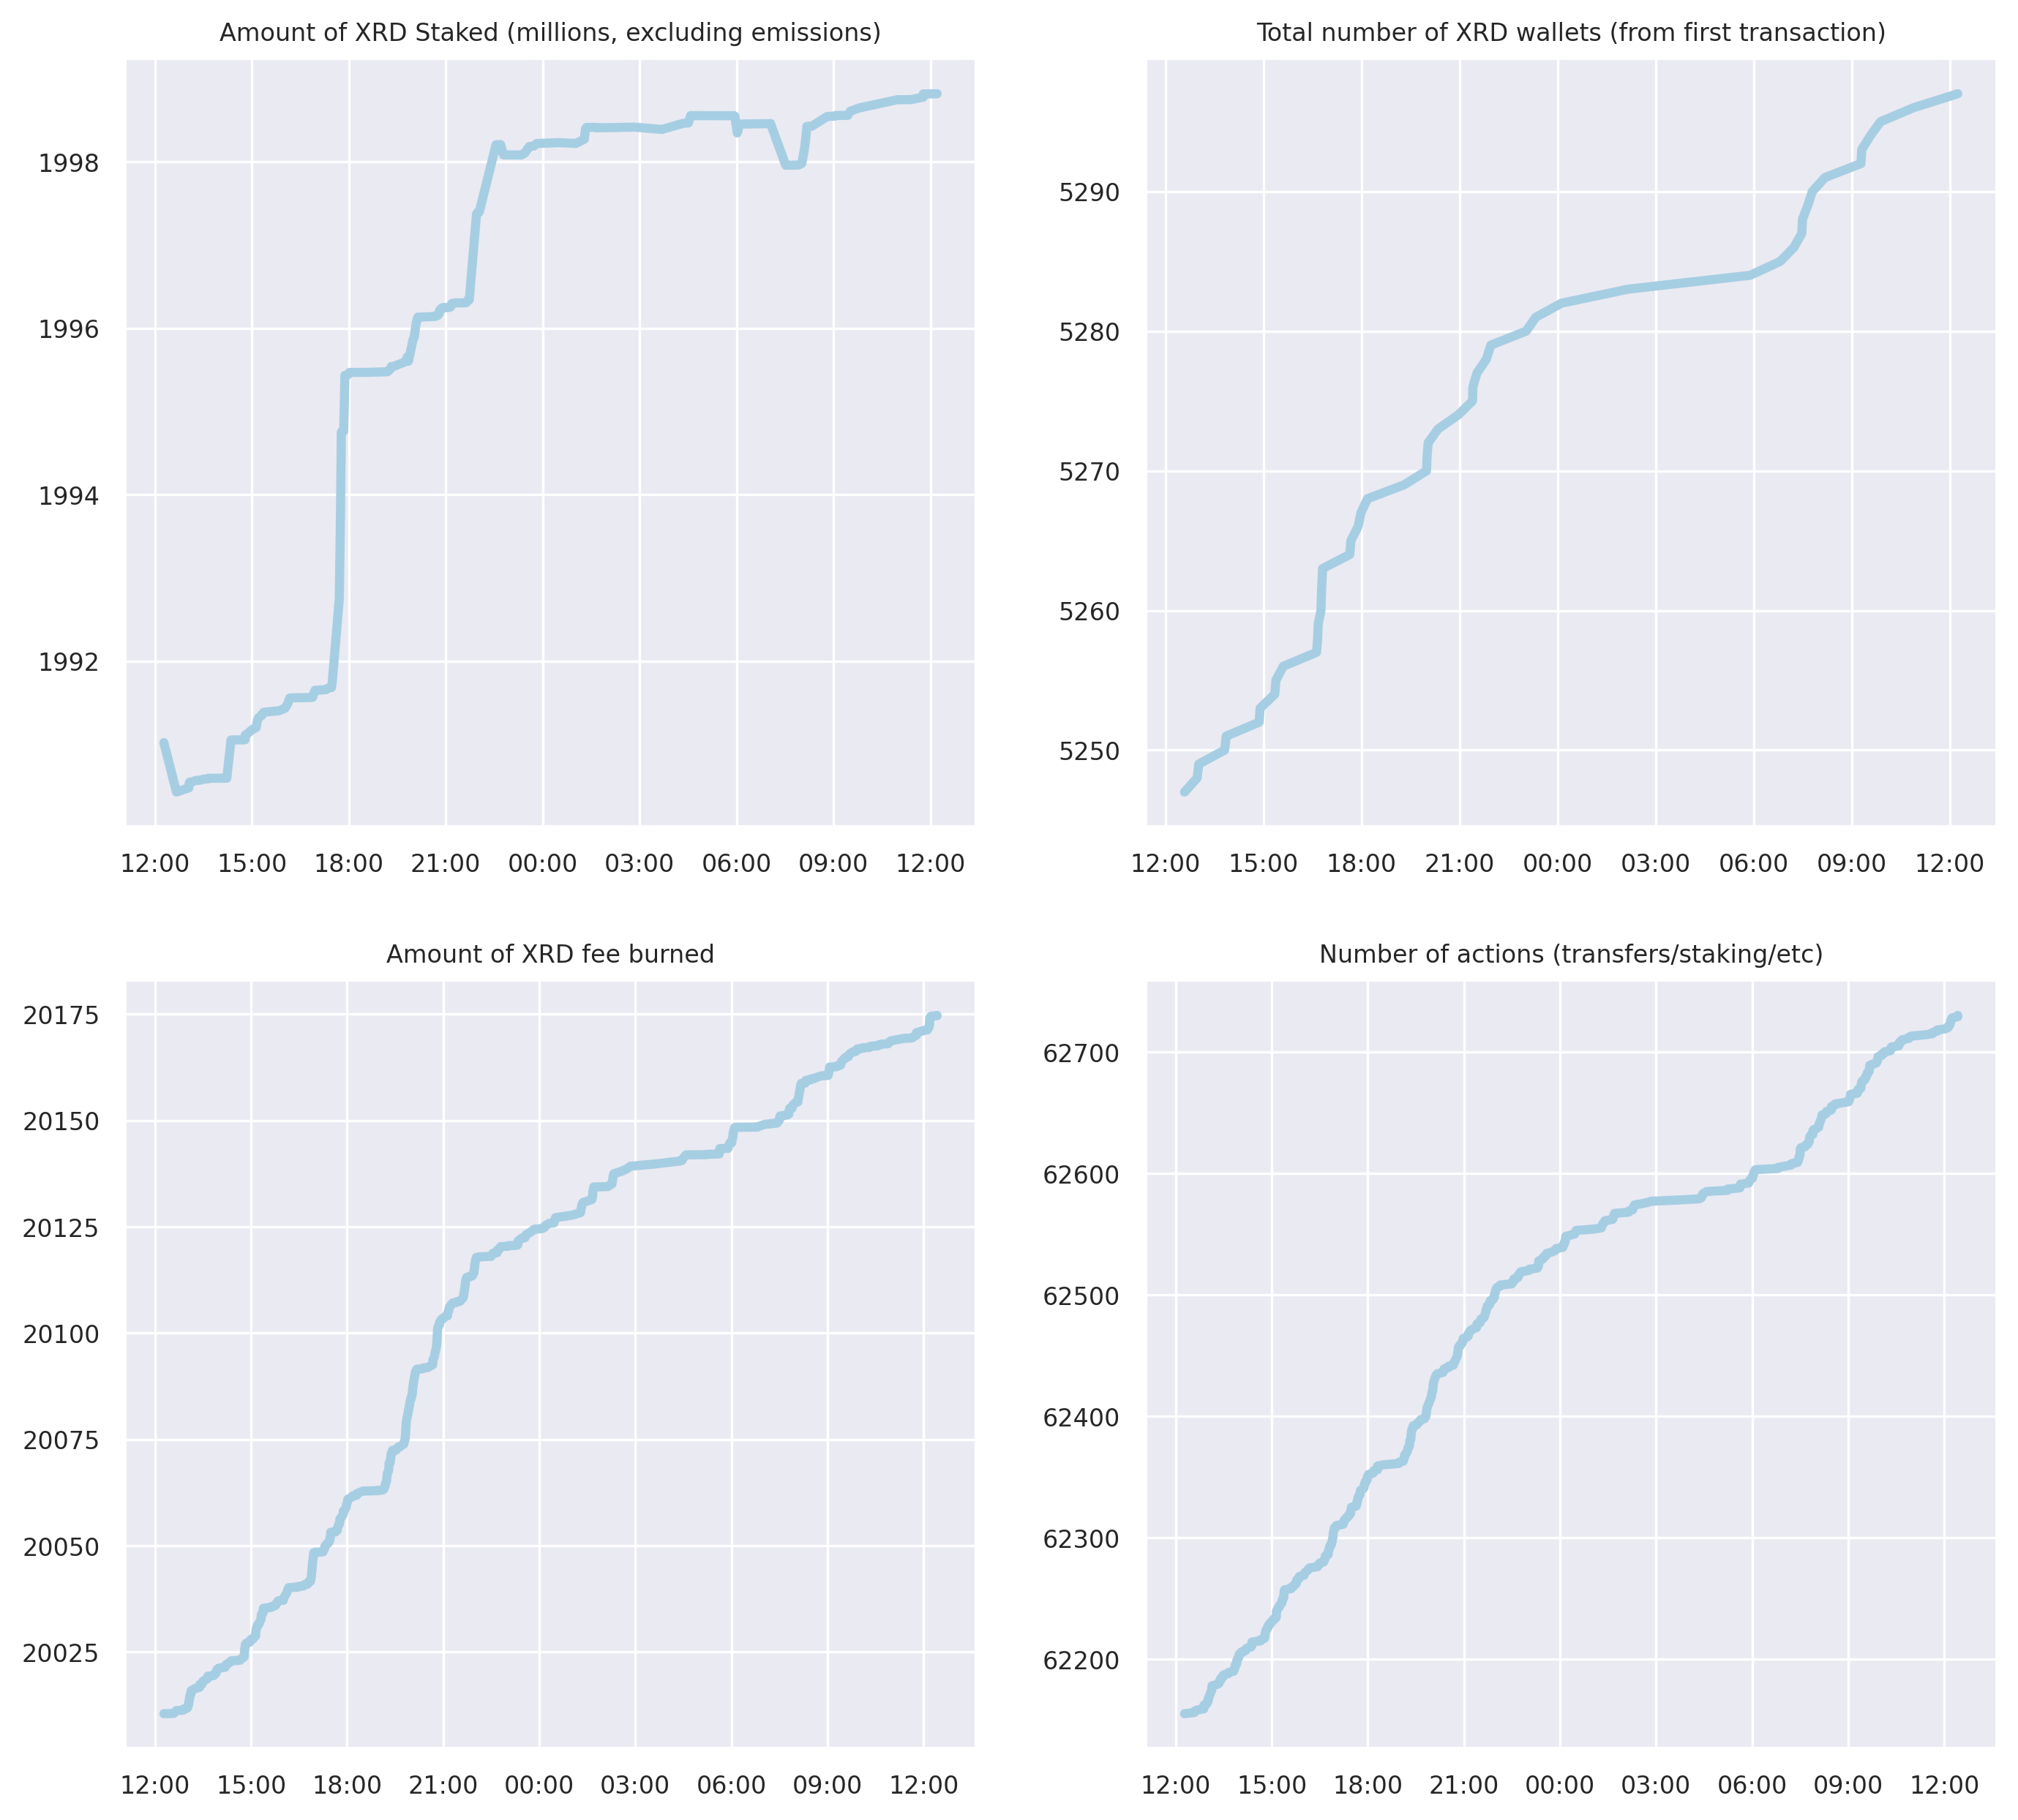 Amount of XRD Staked (millions, excluding emissions)
1998
1996
1994
1992
12:00 15:00 18:00 21:00 00:00 03:00 06:00 09:00 12:00
Total number of XRD wallets (from first transaction)
5290
5280
5270
5260
5250
12:00 15:00 18:00 21:00 00:00 03:00 06:00 09:00 12:00
Amount of XRD fee burned
20175
20150
20125
20100
20075
20050
20025
12:00 15:00 18:00 21:00 00:00 03:00 06:00 09:00 12:00
Number of actions (transfers/staking/etc)
62700
62600
62500
62400
62300
62200
12:00 15:00 18:00 21:00 00:00 03:00 06:00 09:00 12:00